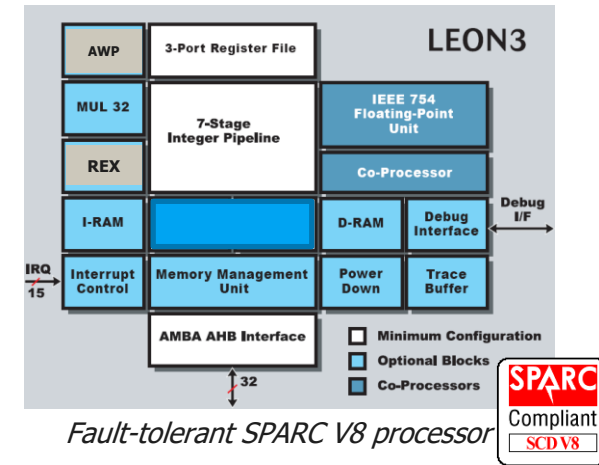 LEON3
AWP
3-Port Register File
MUL 32
7-Stage
Integer Pipeline
IEEE 754
Floating-Point
Unit
REX
Co-Processor
I-RAM
D-RAM
Debug
Interface
Debug
I/F
IRQ
15
Interrupt
Control
Memory Management
Unit
Power
Down
Trace
Buffer
AMBA AHB Interface
32
Minimum Configuration
Optional Blocks
Co-Processors
SPARC
Compliant
SCD V8
Fault-tolerant SPARC V8 processor